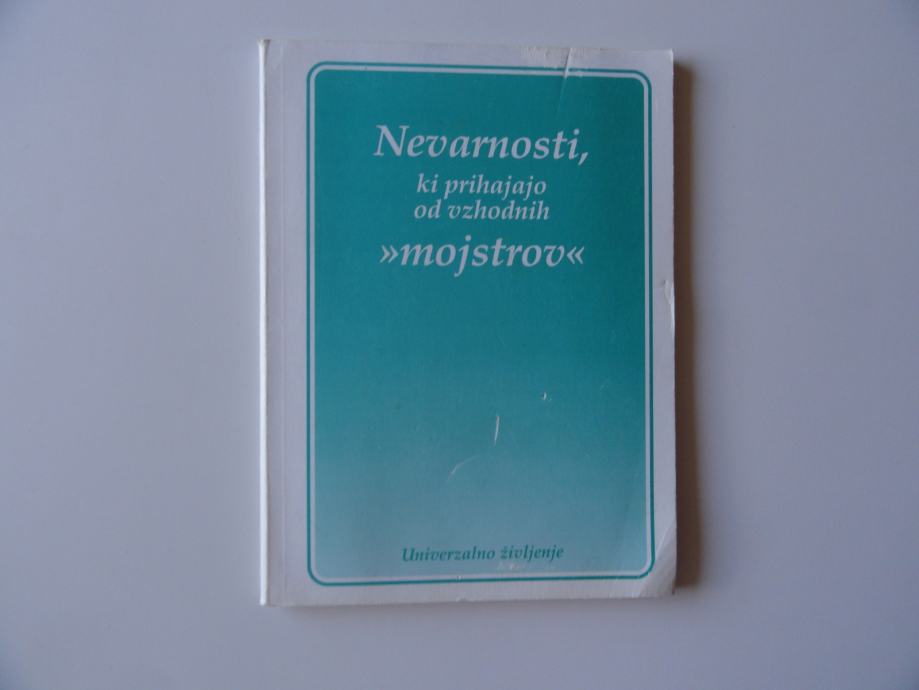 Nevarnosti,
ki prihajajo
od vzhodnih
»mojstrov«
Univerzalno življenje